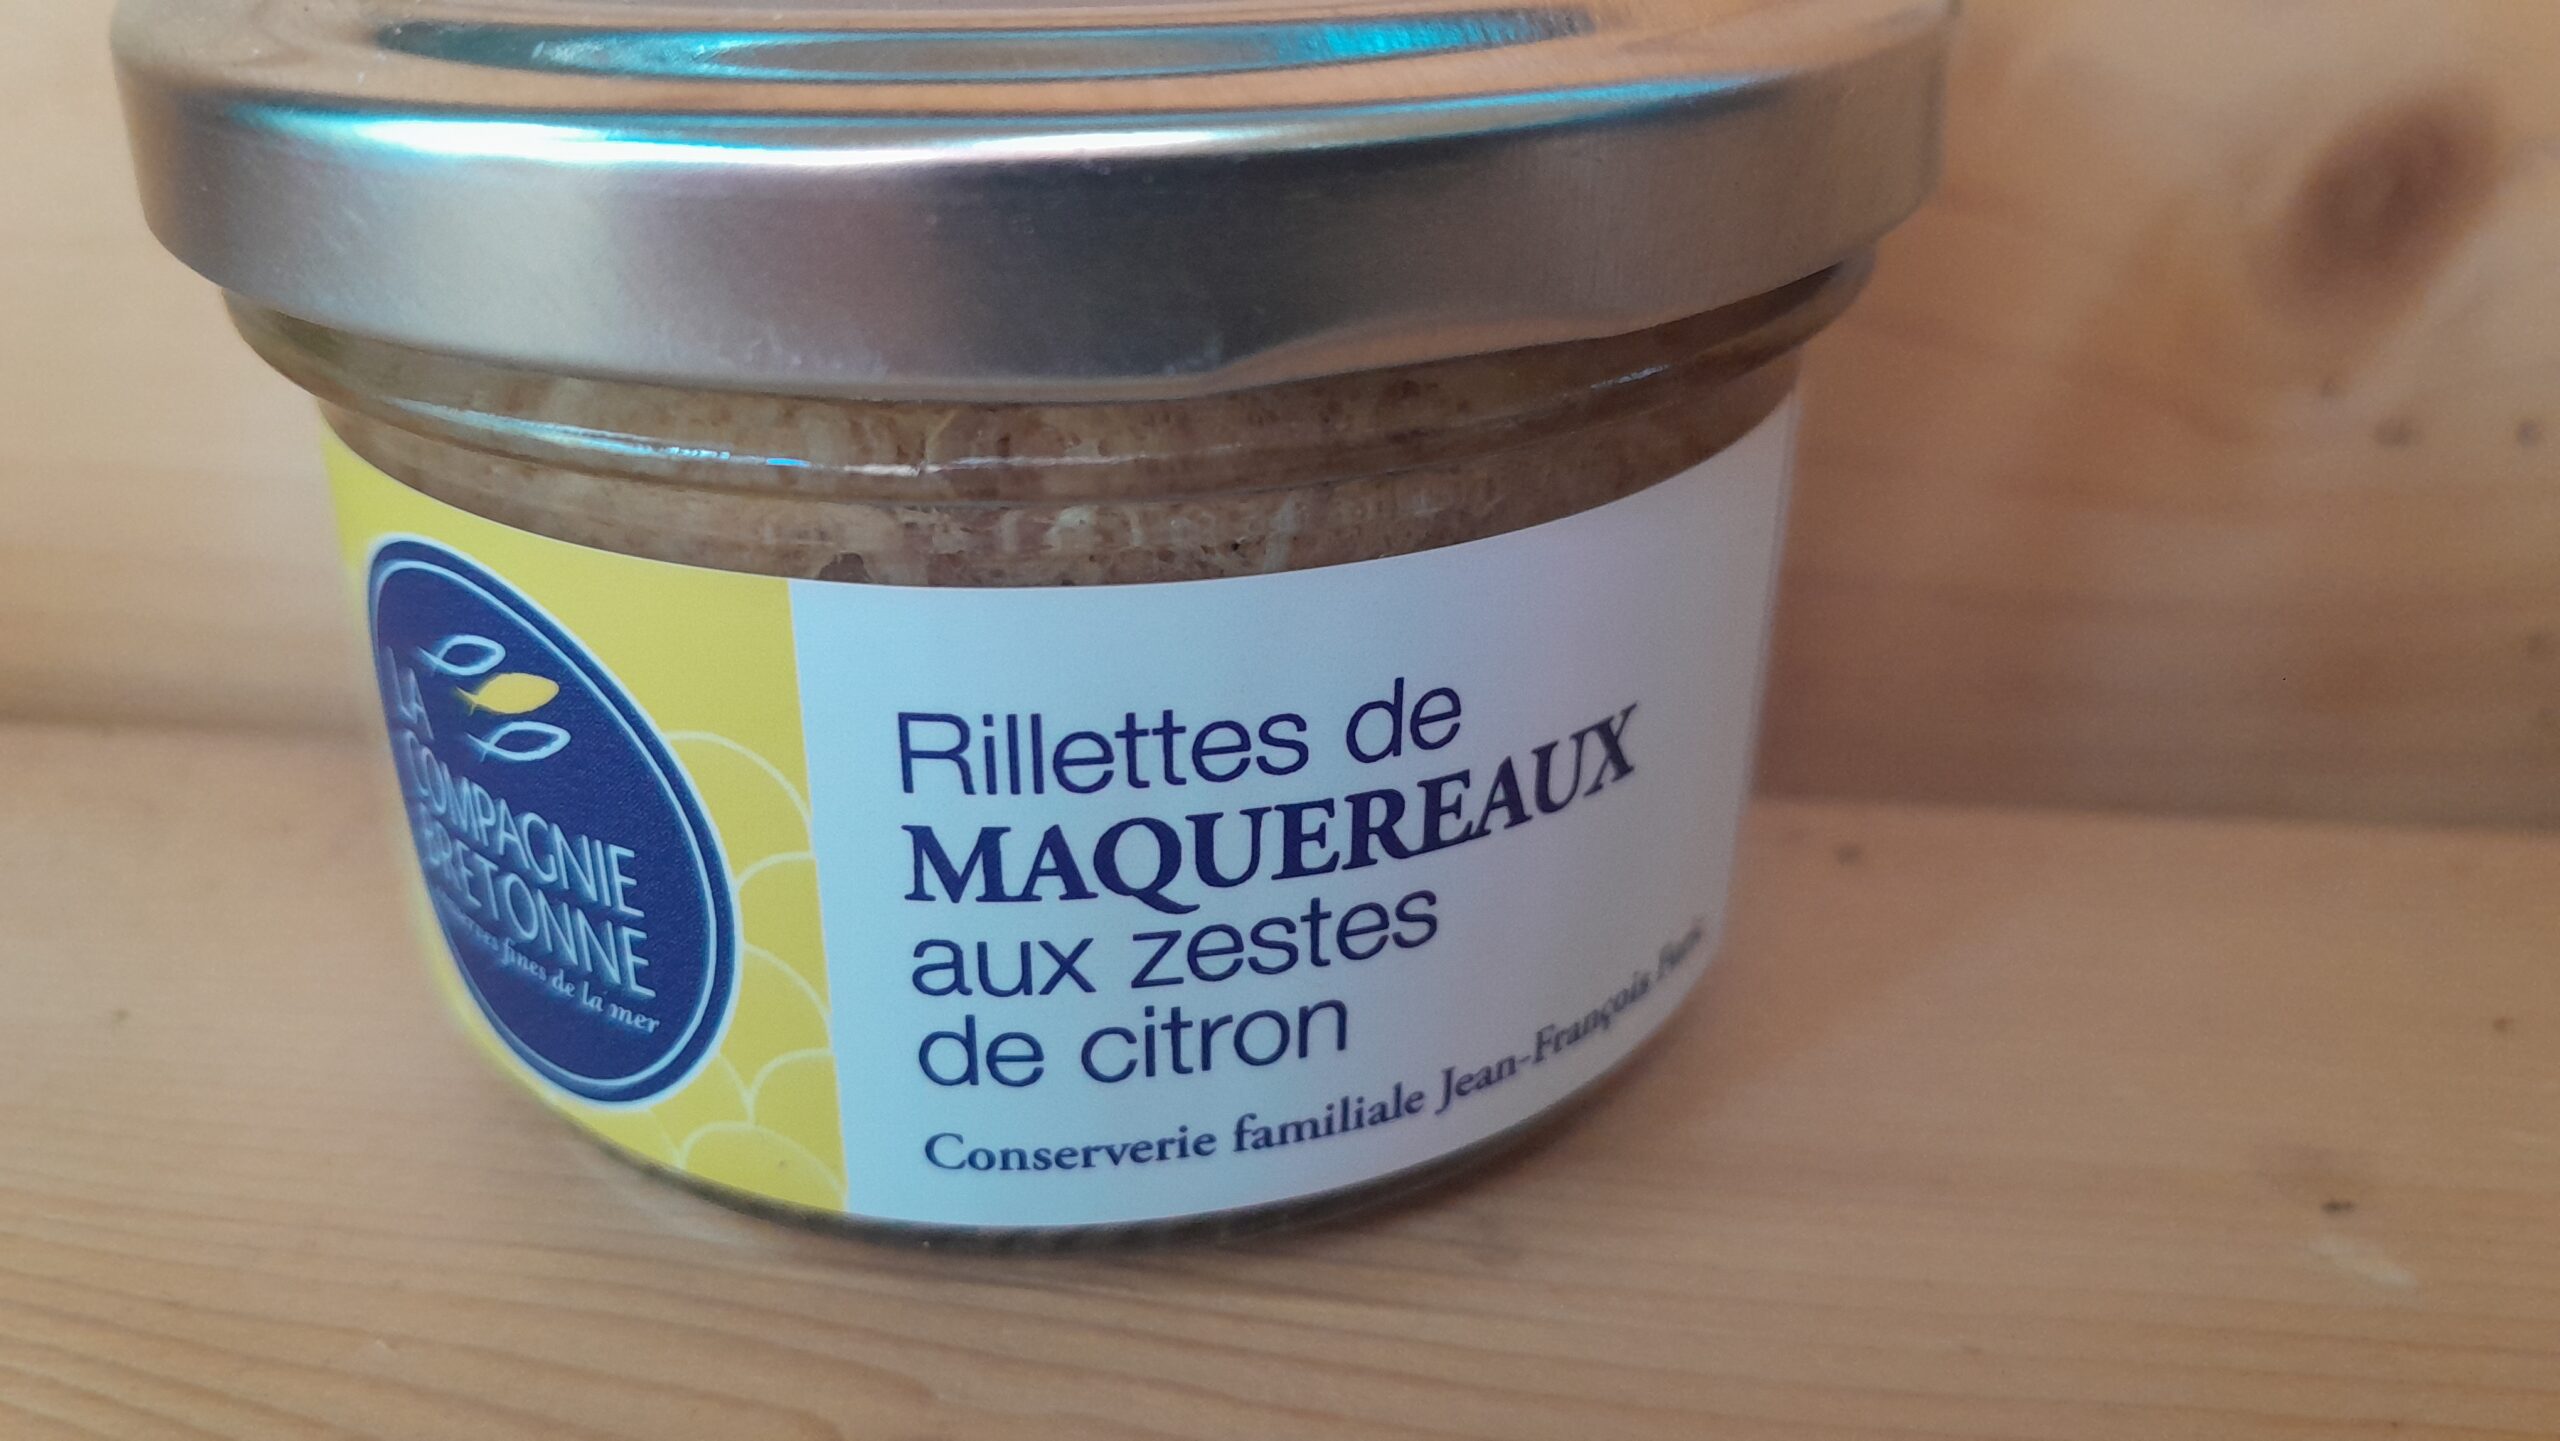 LA
COMPAGNIE
BRETONNE
fines de la mer
Rillettes de
MAQUEREAUX
aux zestes
de citron
Conserverie familiale Jean-François